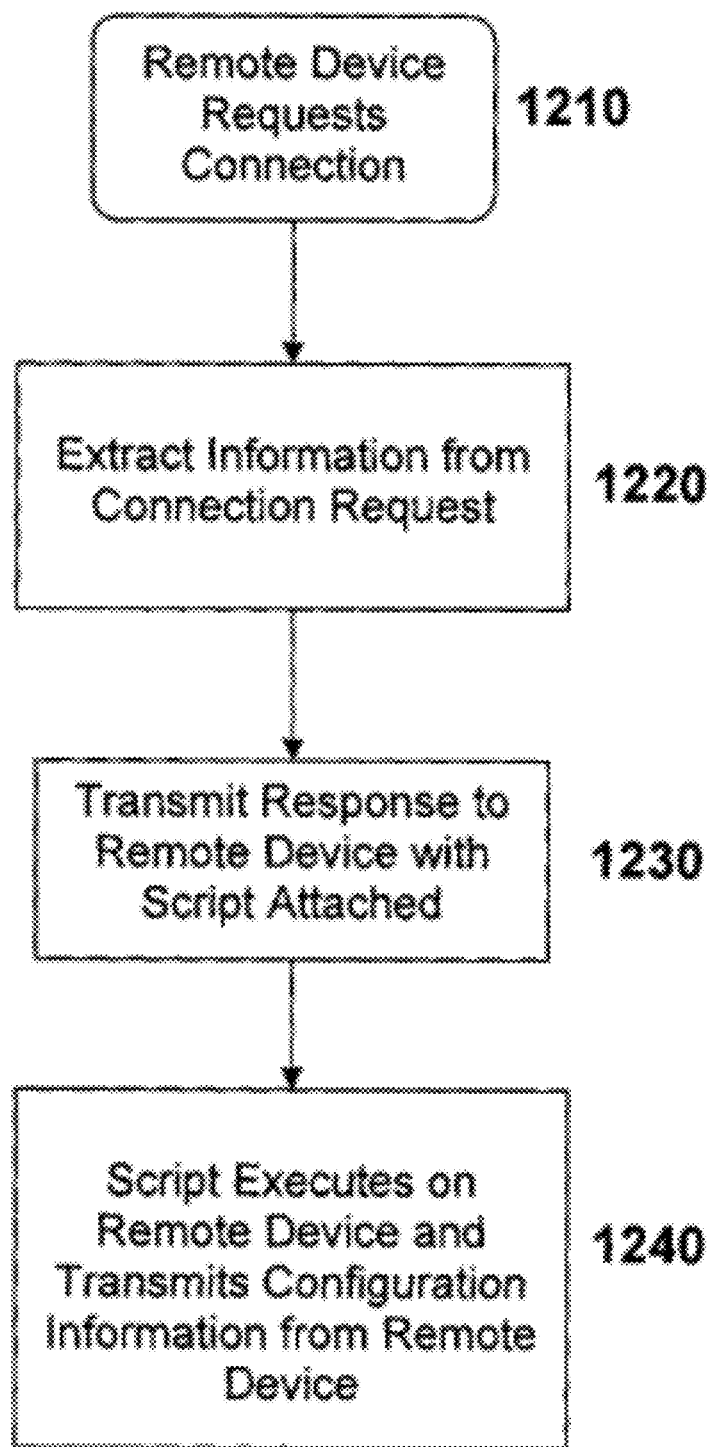 Remote Device
Requests
Connection
1210
Extract Information from
Connection Request
1220
Transmit Response to
Remote Device with
Script Attached
1230
Script Executes on
Remote Device and
Transmits Configuration
Information from Remote
Device
1240